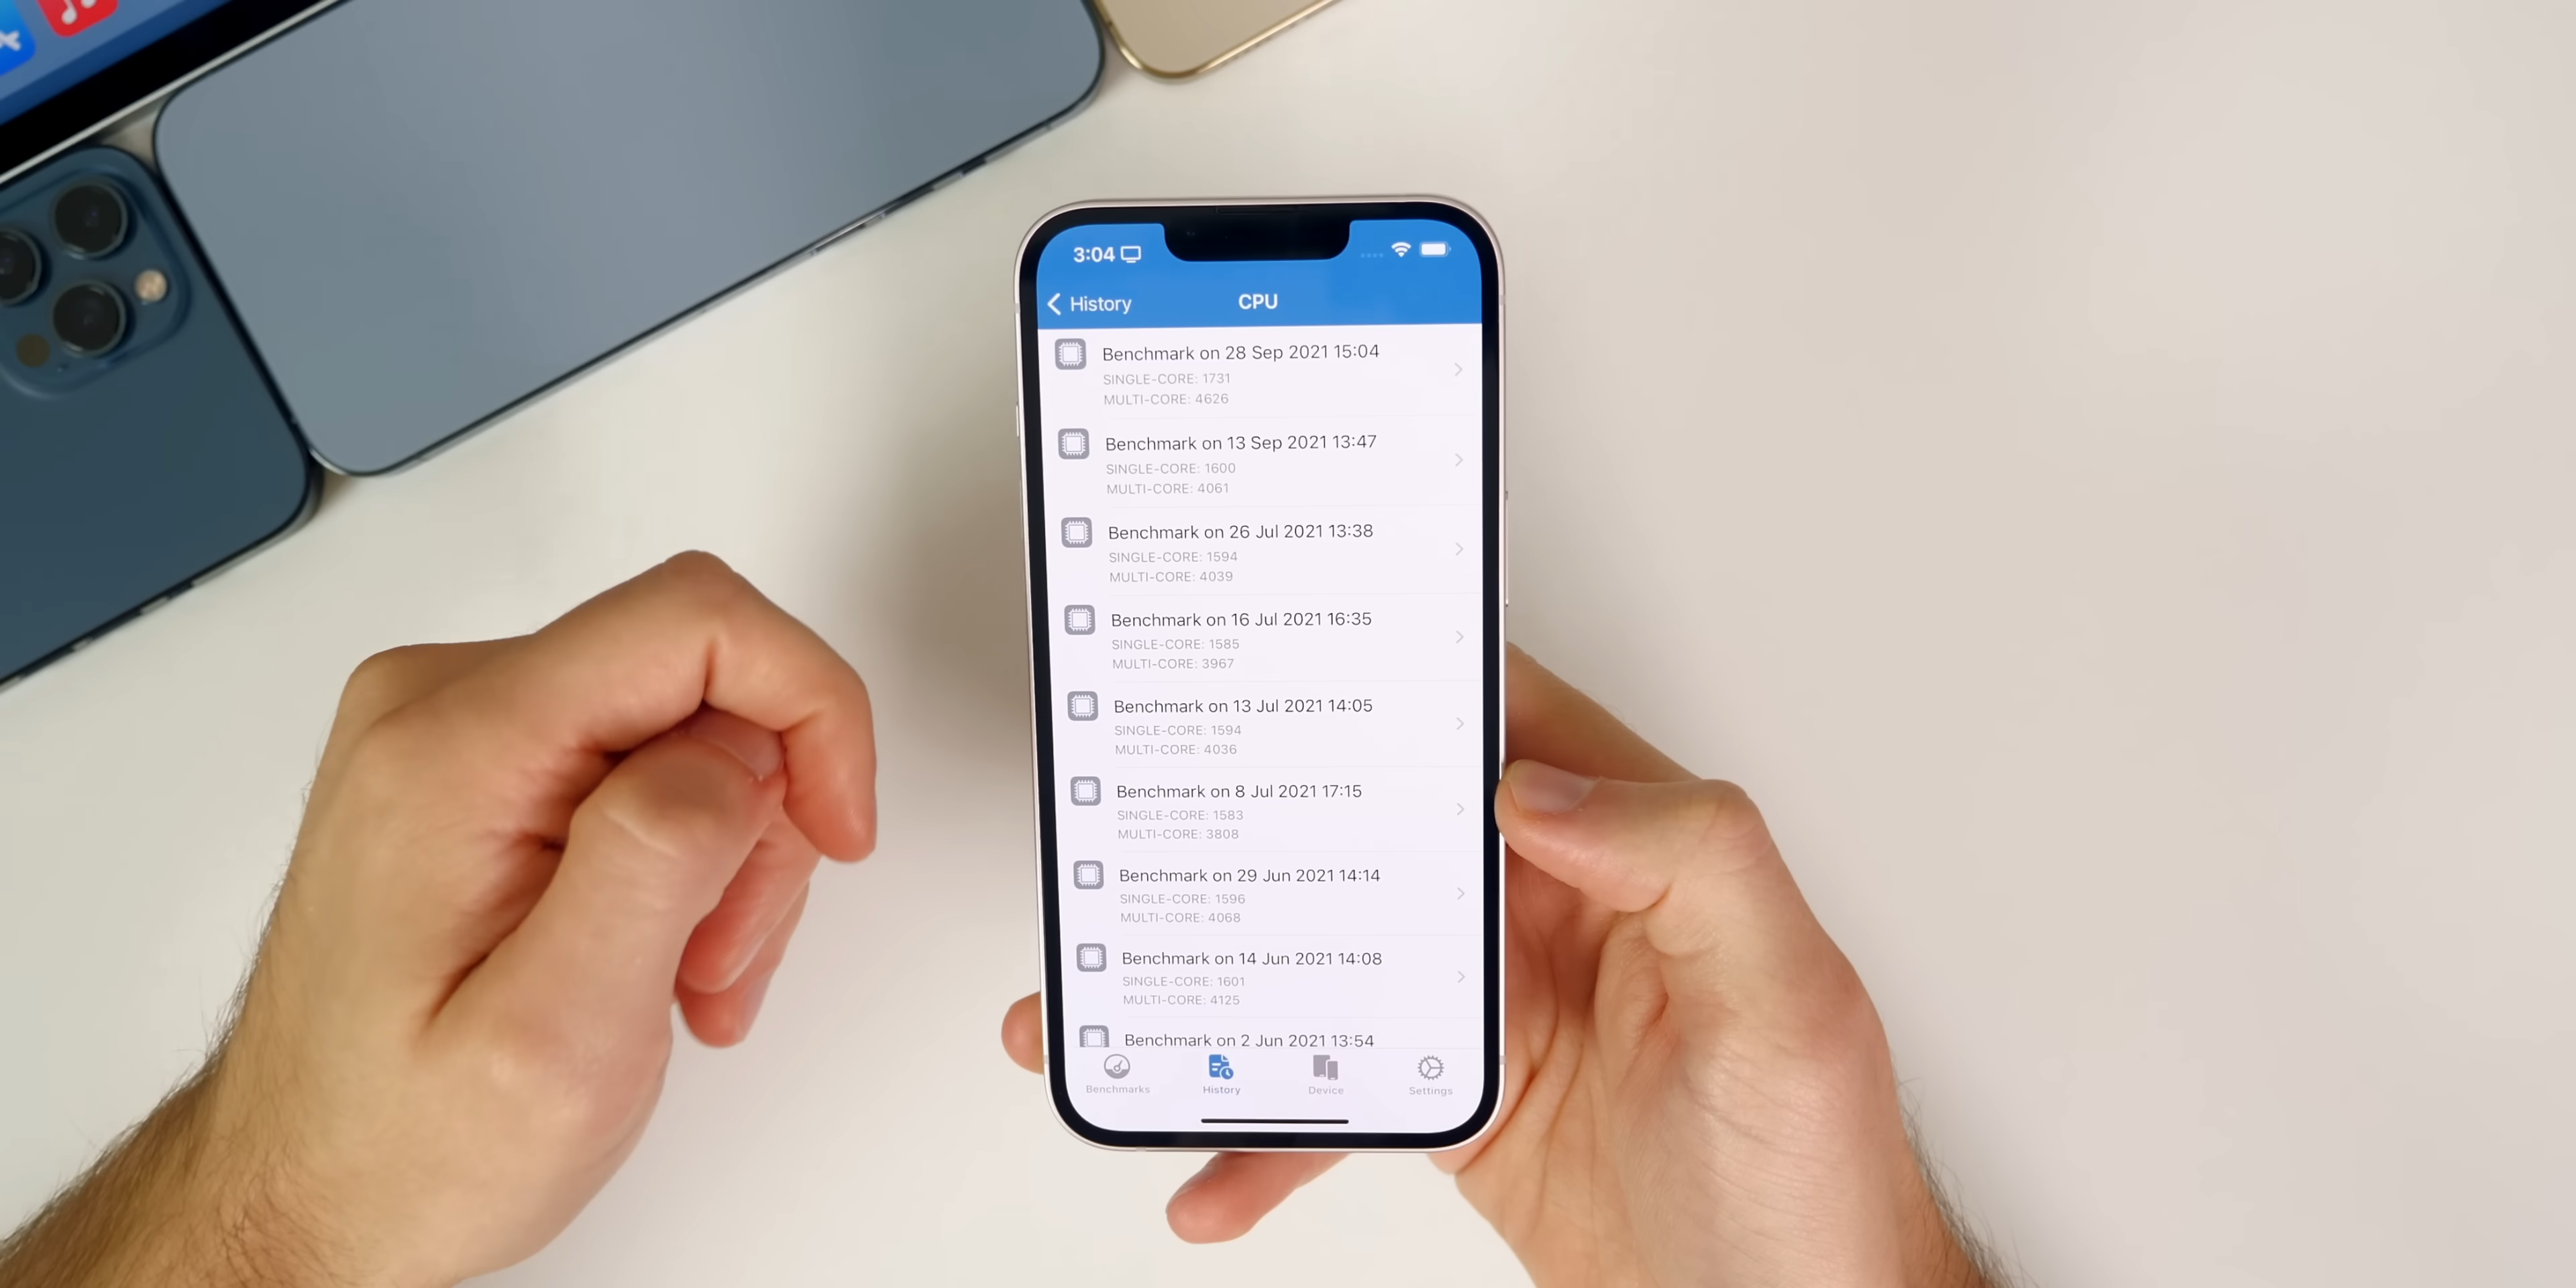 3:04
History
CPU
Benchmark on 28 Sep 2021 15:04
SINGLE-CORE: 1731
MULTI-CORE: 4626
Benchmark on 13 Sep 2021 13:47
SINGLE-CORE: 1600
MULTI-CORE: 4061
Benchmark on 26 Jul 2021 13:38
SINGLE-CORE: 1594
MULTI-CORE: 4039
Benchmark on 16 Jul 2021 16:35
SINGLE-CORE: 1585
MULTI-CORE: 3967
Benchmark on 13 Jul 2021 14:05
SINGLE-CORE: 1594
MULTI-CORE: 4036
Benchmark on 8 Jul 2021 17:15
SINGLE-CORE: 1583
MULTI-CORE: 3808
Benchmark on 29 Jun 2021 14:14
SINGLE-CORE: 1596
MULTI-CORE: 4068
Benchmark on 14 Jun 2021 14:08
SINGLE-CORE: 1601
MULTI-CORE: 4125
Benchmark on 2 Jun 2021 13:54
Benchmarks
History
Device
Settings